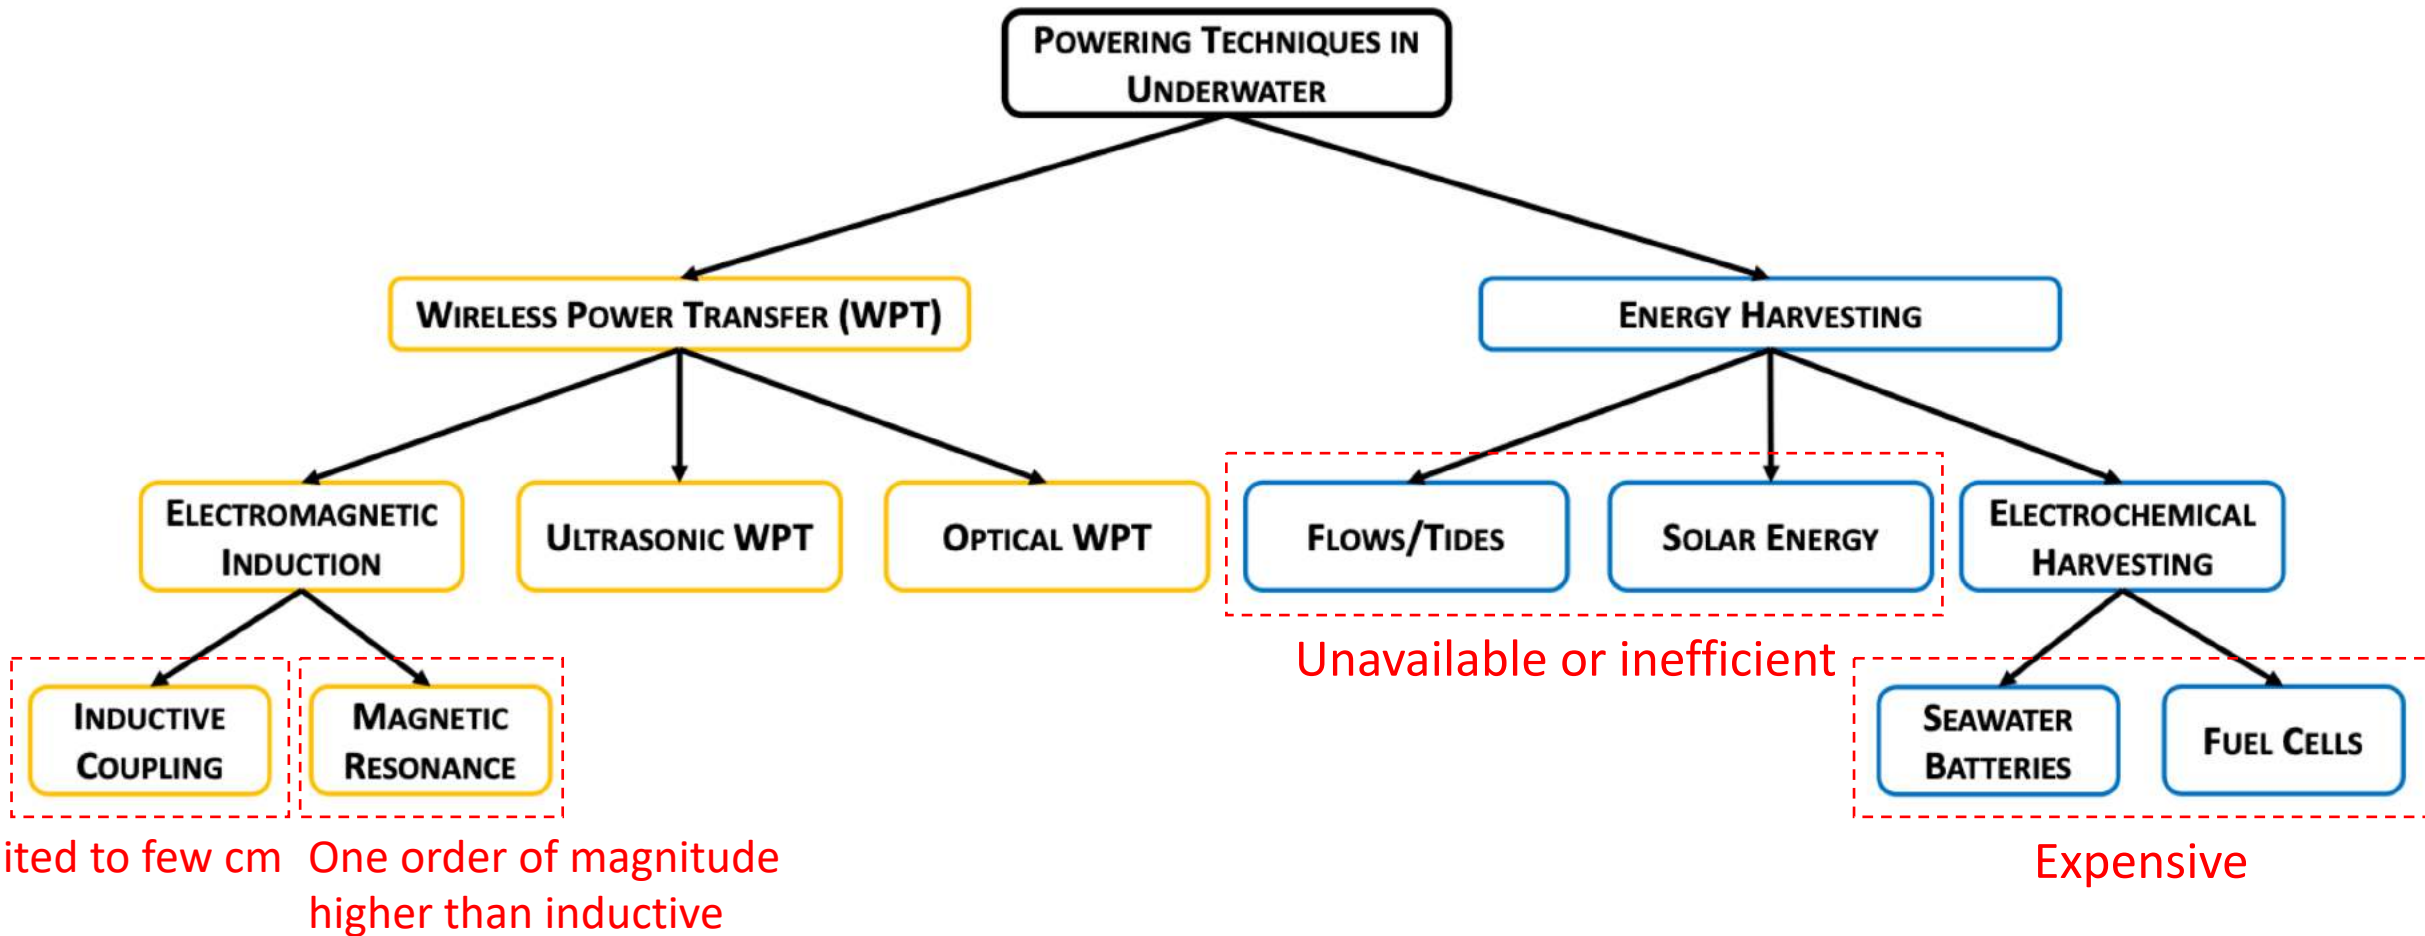 POWERING TECHNIQUES IN
UNDERWATER
WIRELESS POWER TRANSFER (WPT)
ENERGY HARVESTING
ELECTROMAGNETIC
INDUCTION
ULTRASONIC WPT
OPTICAL WPT
FLOWS/TIDES
SOLAR ENERGY
ELECTROCHEMICAL
HARVESTING
Unavailable or inefficient
INDUCTIVE
COUPLING
MAGNETIC
RESONANCE
SEAWATER
BATTERIES
FUEL CELLS
ited to few cm
One order of magnitude
higher than inductive
Expensive